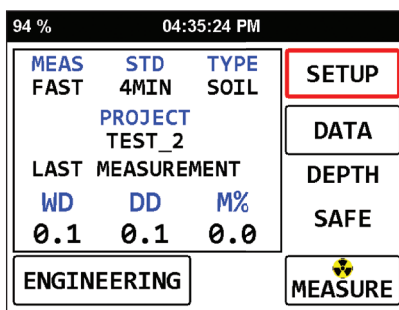 94 % 04:35:24 PM
MEAS STD TYPE
FAST 4MIN SOIL
PROJECT
TEST_2
LAST MEASUREMENT
WD DD M%
0.1 0.1 0.0
SETUP
DATA
DEPTH
SAFE
ENGINEERING
MEASURE